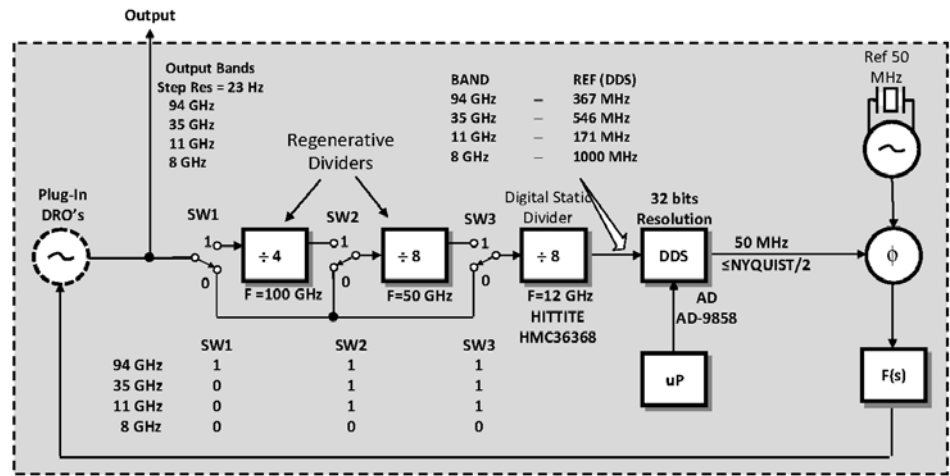 Output
Output Bands
Step Res = 23 Hz
94 GHz
35 GHz
11 GHz
8 GHz
BAND REF (DDS)
94 GHz – 367 MHz
35 GHz – 546 MHz
11 GHz – 171 MHz
8 GHz – 1000 MHz
Ref 50
MHz
Regenerative
Dividers
Plug-In
DRO's
~
SW1
1
0
÷ 4
F =100 GHz
SW2
1
0
÷ 8
F=50 GHz
SW3
1
0
Digital Static
Divider
÷ 8
F=12 GHz
HITTITE
HMC36368
32 bits
Resolution
DDS
AD
AD-9858
uP
50 MHz
≤NYQUIST/2
~
ϕ
F(s)
SW1 SW2 SW3
94 GHz 1 1 1
35 GHz 0 1 1
11 GHz 0 1 1
8 GHz 0 0 0